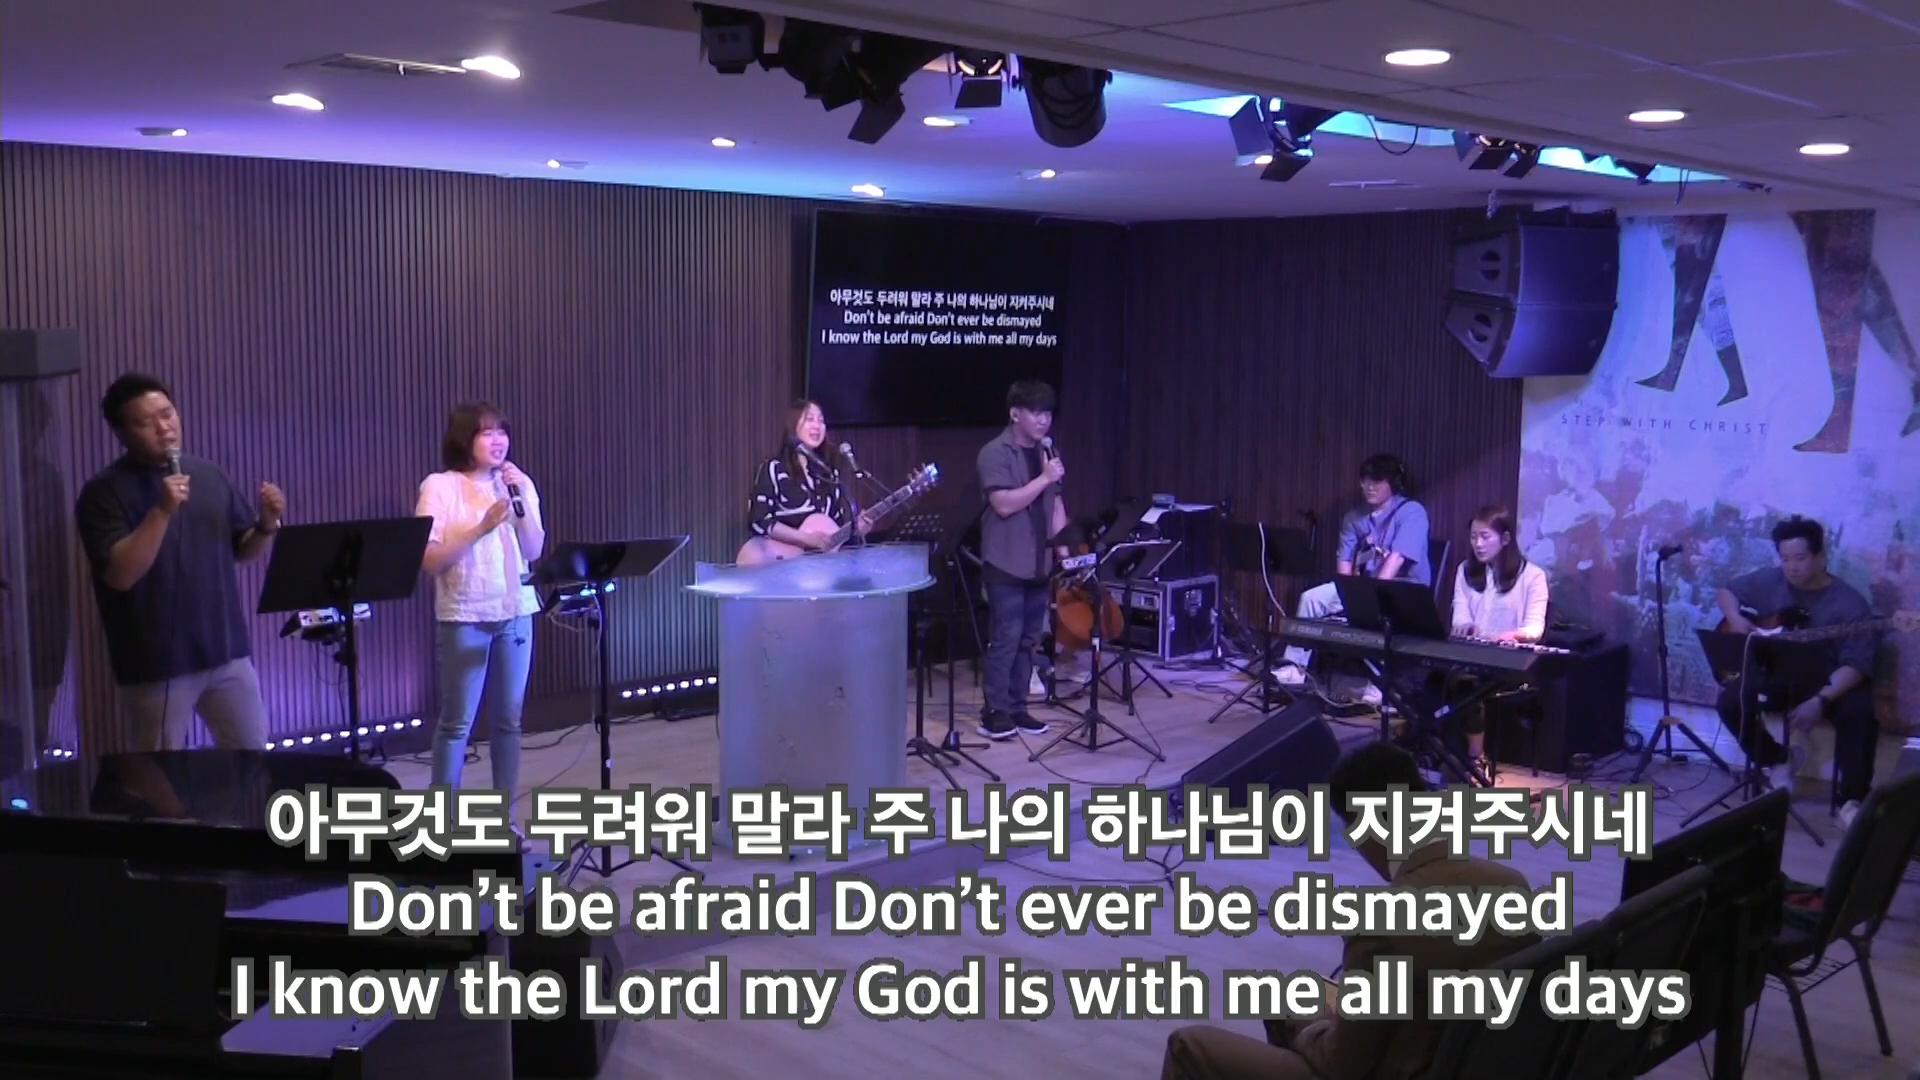 아무것도 두려워 말라 주 나의 하나님이 지켜주시네
Don't be afraid Don't ever be dismayed
I know the Lord my God is with me all my days
STEP WITH CHRIST
아무것도 두려워 말라 주 나의 하나님이 지켜주시네
Don’t be afraid Don’t ever be dismayed
I know the Lord my God is with me all my days